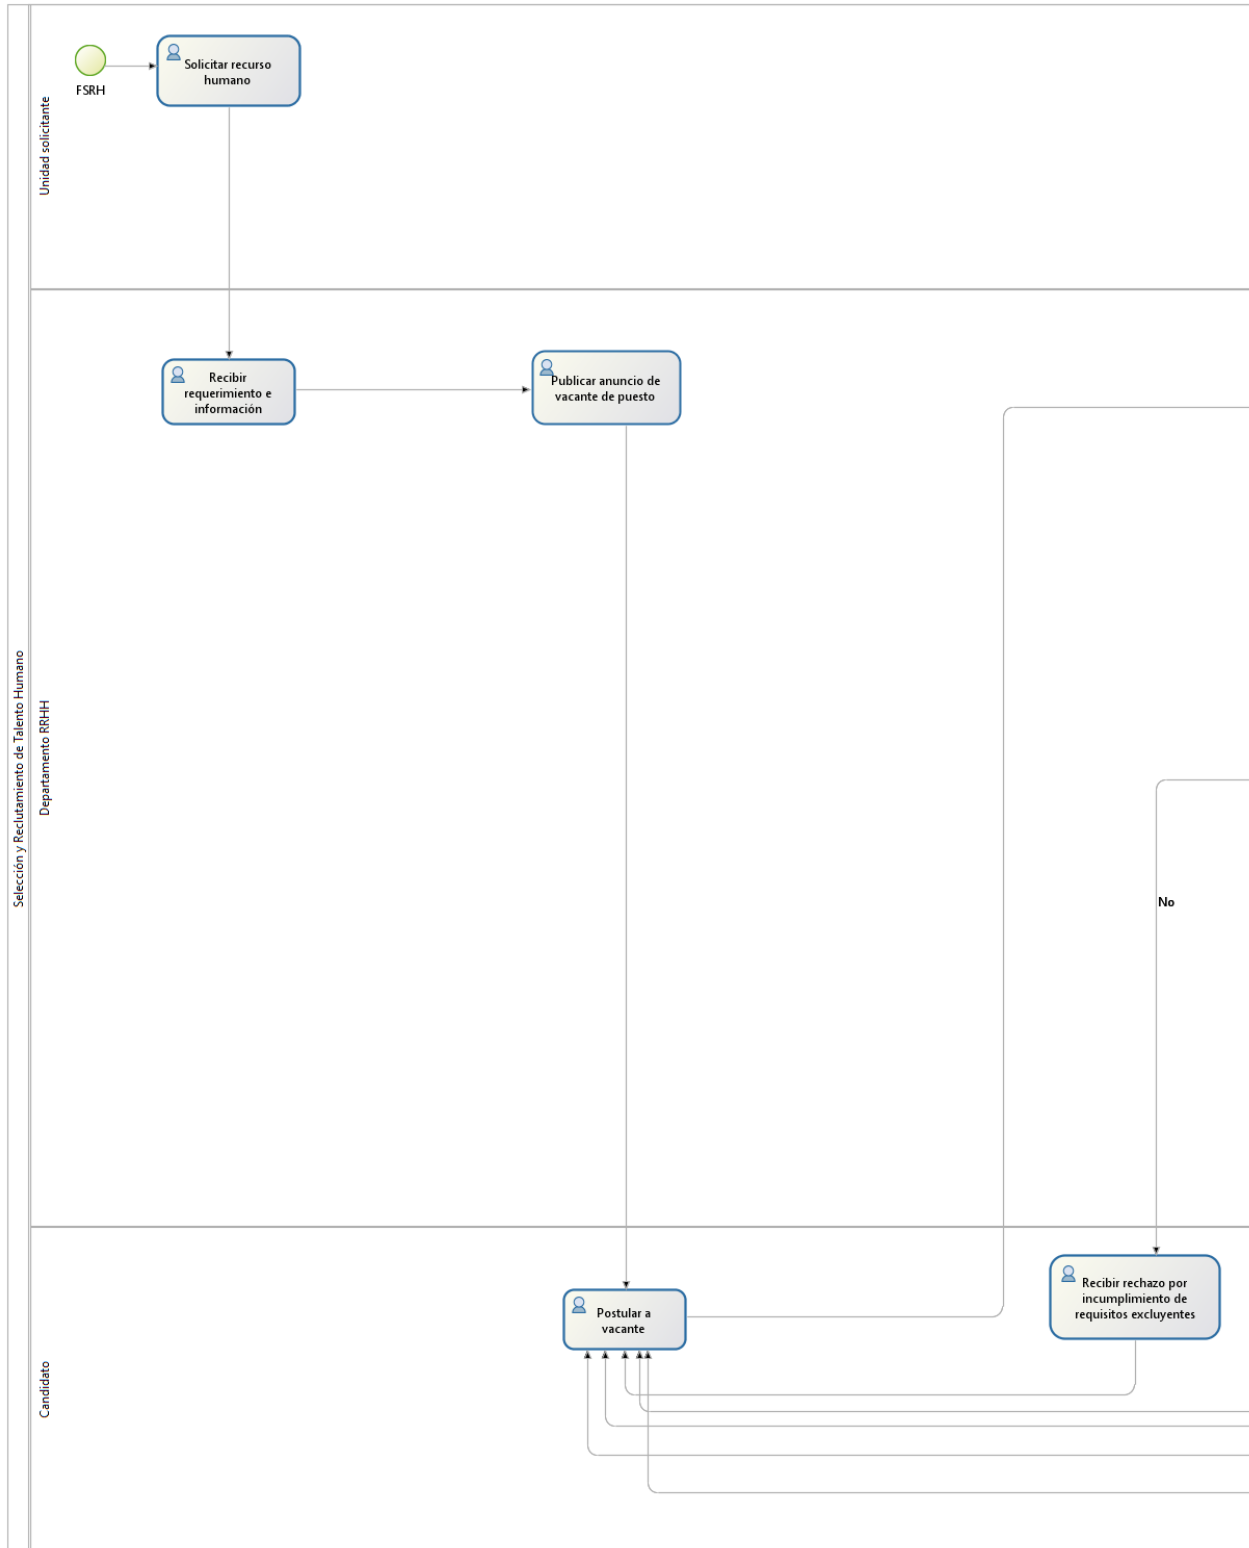 Selección y Reclutamiento de Talento Humano
Unidad solicitante
FSRH
Solicitar recurso
humano
Departamento RRHH
Recibir
requerimiento e
información
Publicar anuncio de
vacante de puesto
No
Candidato
Postular a
vacante
Recibir rechazo por
incumplimiento de
requisitos excluyentes